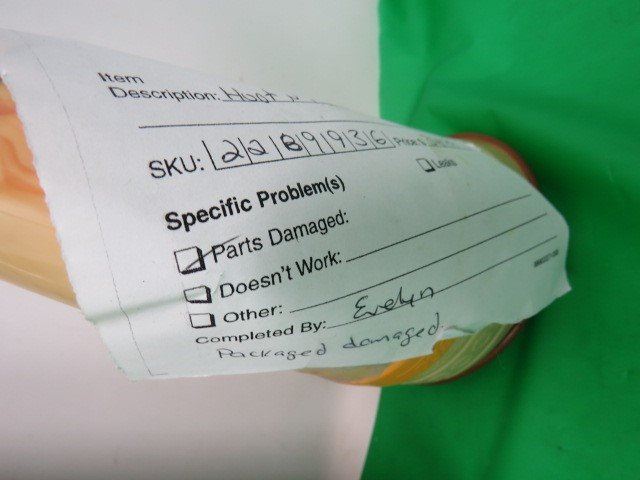 Item
Description: Hoot
SKU: 2 2 8 9 9 3 6 Price $
Leaks
Specific Problem(s)
Parts Damaged:
Doesn't Work:
Other:
Completed By: Evelyn
Packaged damaged.